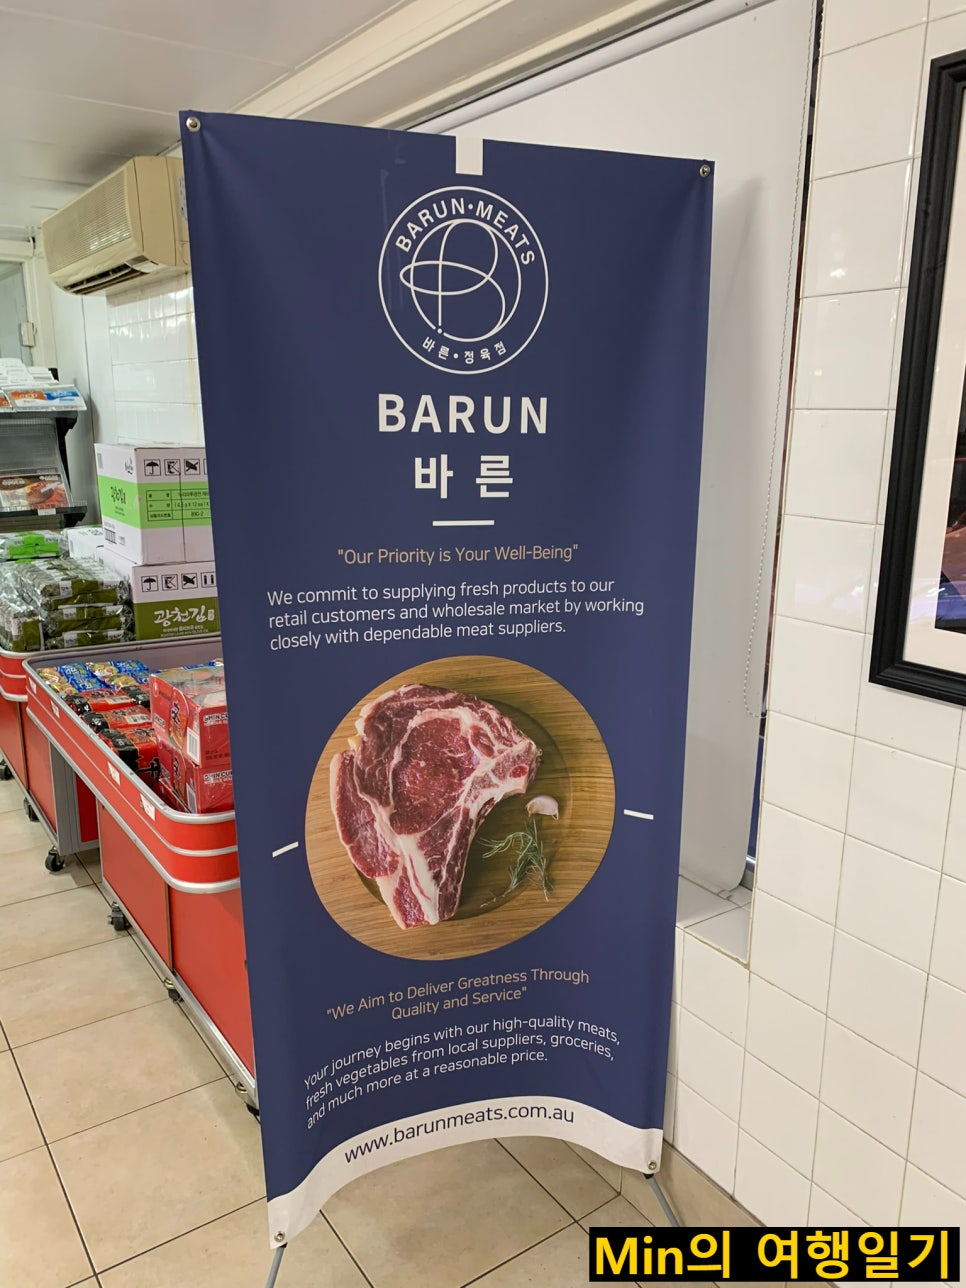 BARUN•MEATS
바른•정육점
BARUN
바른
"Our Priority is Your Well-Being"
We commit to supplying fresh products to our
retail customers and wholesale market by working
closely with dependable meat suppliers.
"We Aim to Deliver Greatness Through
Quality and Service"
Your journey begins with our high-quality meats,
fresh vegetables from local suppliers, groceries,
and much more at a reasonable price.
www.barunmeats.com.au
광천김
광천김
Min의 여행일기